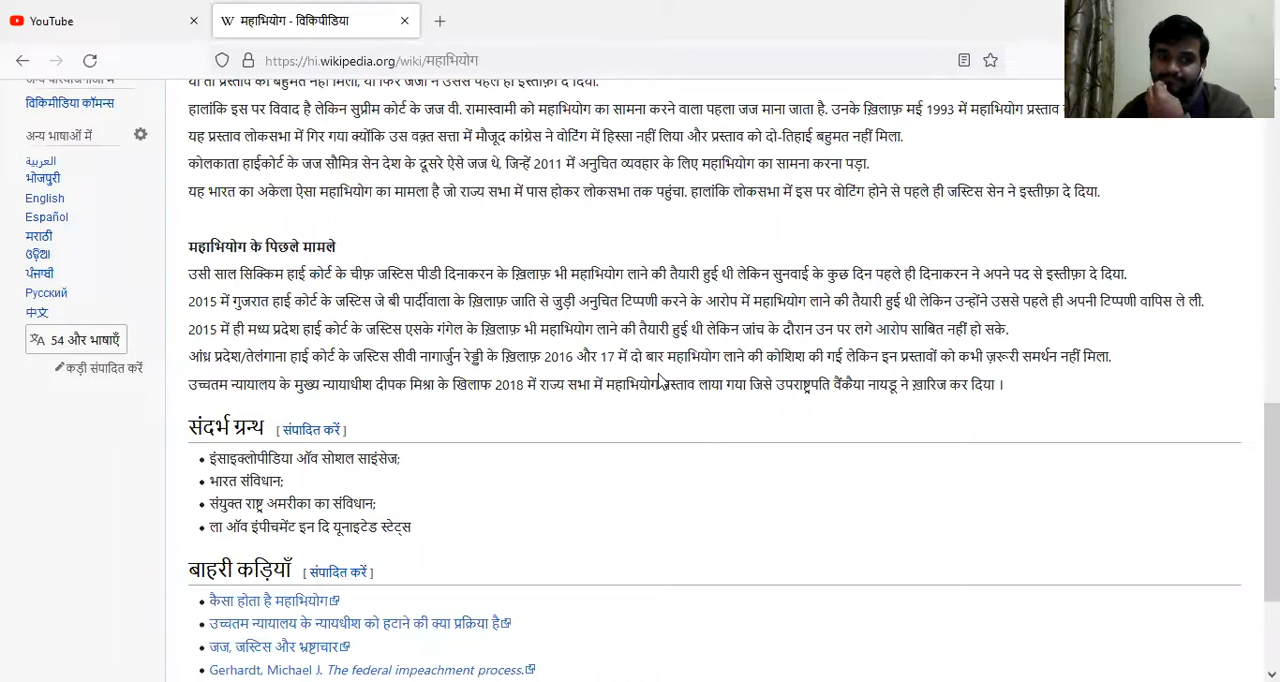 YouTube
महाभियोग - विकिपीडिया
https://hi.wikipedia.org/wiki/महाभियोग
विकिमीडिया कॉमन्स
अन्य भाषाओं में
العربية
भोजपुरी
English
Español
मराठी
ଓଡ଼ିଆ
ਪੰਜਾਬੀ
Русский
中文
54 और भाषाएँ
कड़ी संपादित करें
या तो प्रस्ताव को बहुमत नहीं मिला, या फिर जजों ने उससे पहले ही इस्तीफ़ा दे दिया.
हालांकि इस पर विवाद है लेकिन सुप्रीम कोर्ट के जज वी. रामास्वामी को महाभियोग का सामना करने वाला पहला जज माना जाता है. उनके ख़िलाफ़ मई 1993 में महाभियोग प्रस्ताव
यह प्रस्ताव लोकसभा में गिर गया क्योंकि उस वक़्त सत्ता में मौजूद कांग्रेस ने वोटिंग में हिस्सा नहीं लिया और प्रस्ताव को दो-तिहाई बहुमत नहीं मिला.
कोलकाता हाईकोर्ट के जज सौमित्र सेन देश के दूसरे ऐसे जज थे, जिन्हें 2011 में अनुचित व्यवहार के लिए महाभियोग का सामना करना पड़ा.
यह भारत का अकेला ऐसा महाभियोग का मामला है जो राज्य सभा में पास होकर लोकसभा तक पहुंचा. हालांकि लोकसभा में इस पर वोटिंग होने से पहले ही जस्टिस सेन ने इस्तीफ़ा दे दिया.
महाभियोग के पिछले मामले
उसी साल सिक्किम हाई कोर्ट के चीफ़ जस्टिस पीडी दिनाकरन के ख़िलाफ़ भी महाभियोग लाने की तैयारी हुई थी लेकिन सुनवाई के कुछ दिन पहले ही दिनाकरन ने अपने पद से इस्तीफ़ा दे दिया.
2015 में गुजरात हाई कोर्ट के जस्टिस जे बी पार्दीवाला के ख़िलाफ़ जाति से जुड़ी अनुचित टिप्पणी करने के आरोप में महाभियोग लाने की तैयारी हुई थी लेकिन उन्होंने उससे पहले ही अपनी टिप्पणी वापिस ले ली.
2015 में ही मध्य प्रदेश हाई कोर्ट के जस्टिस एसके गंगेल के ख़िलाफ़ भी महाभियोग लाने की तैयारी हुई थी लेकिन जांच के दौरान उन पर लगे आरोप साबित नहीं हो सके.
आंध्र प्रदेश/तेलंगाना हाई कोर्ट के जस्टिस सीवी नागार्जुन रेड्डी के ख़िलाफ़ 2016 और 17 में दो बार महाभियोग लाने की कोशिश की गई लेकिन इन प्रस्तावों को कभी ज़रूरी समर्थन नहीं मिला.
उच्चतम न्यायालय के मुख्य न्यायाधीश दीपक मिश्रा के खिलाफ 2018 में राज्य सभा में महाभियोग प्रस्ताव लाया गया जिसे उपराष्ट्रपति वैंकैया नायडू ने ख़ारिज कर दिया ।
संदर्भ ग्रन्थ [ संपादित करें ]
• इंसाइक्लोपीडिया ऑव सोशल साइंसेज;
• भारत संविधान;
• संयुक्त राष्ट्र अमरीका का संविधान;
• ला ऑव इंपीचमेंट इन दि यूनाइटेड स्टेट्स
बाहरी कड़ियाँ [ संपादित करें ]
• कैसा होता है महाभियोग
• उच्चतम न्यायालय के न्यायधीश को हटाने की क्या प्रक्रिया है
• जज, जस्टिस और भ्रष्टाचार
• Gerhardt, Michael J. The federal impeachment process.